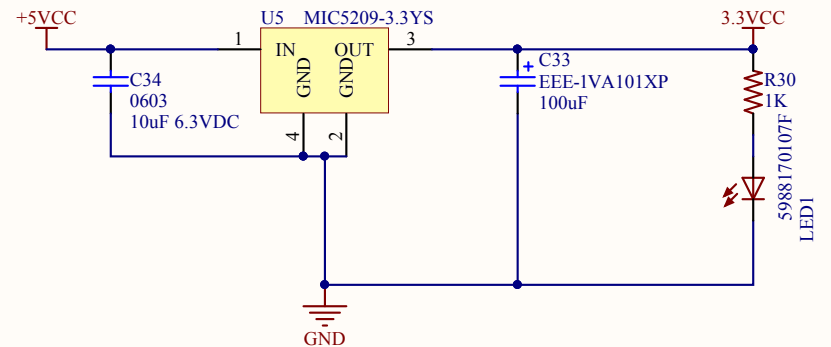 +5VCC
U5 MIC5209-3.3YS
3.3VCC
1
IN
OUT
3
GND
GND
4
2
C34
0603
10uF 6.3VDC
C33
+
EEE-1VA101XP
100uF
R30
1K
5988170107F
LED1
GND